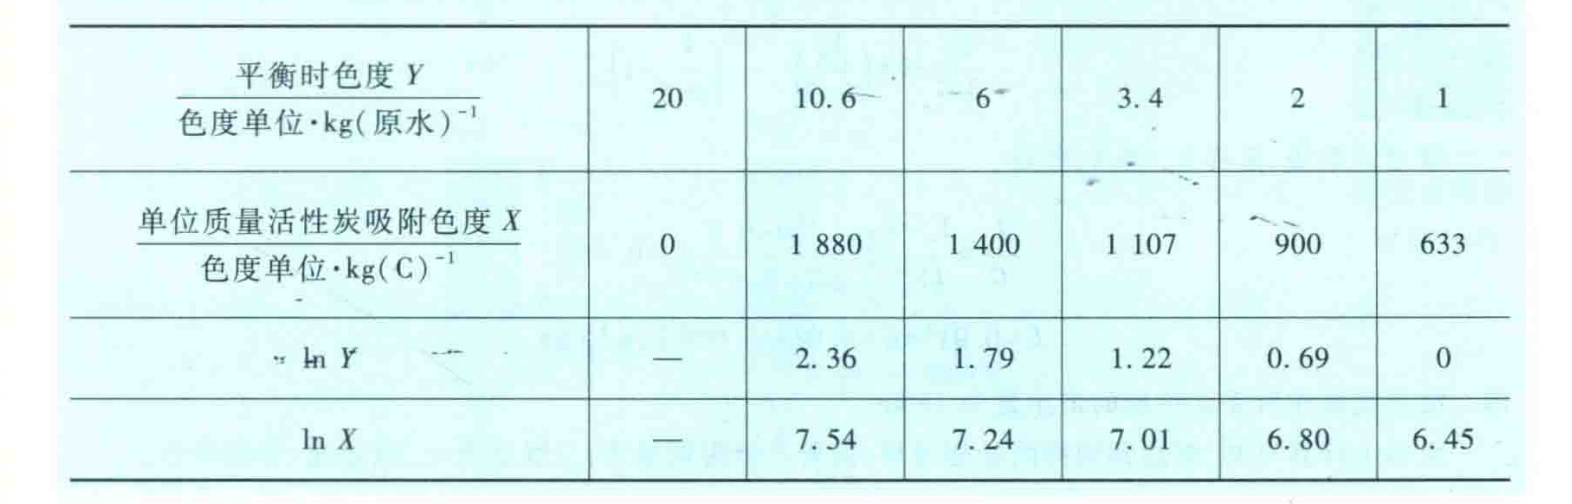 平衡时色度 Y
色度单位·kg(原水)⁻¹
20 10.6 6 3.4 2 1
单位质量活性炭吸附色度 X
色度单位·kg(C)⁻¹
0 1 880 1 400 1 107 900 633
ln Y — 2.36 1.79 1.22 0.69 0
ln X — 7.54 7.24 7.01 6.80 6.45